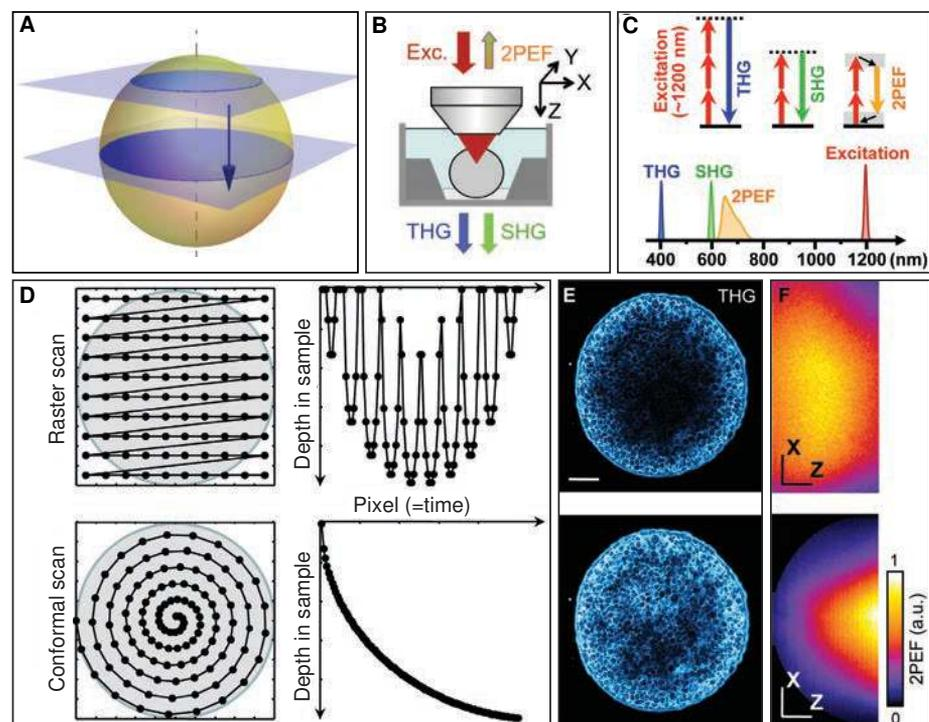 A
B
Exc.
2PEF
Y
X
Z
THG
SHG
C
Excitation
(~1200 nm)
THG
SHG
2PEF
THG
SHG
2PEF
Excitation
400
600
800
1000
1200
(nm)
D
Raster scan
Depth in sample
Pixel (=time)
Conformal scan
Depth in sample
E
THG
F
X
Z
X
Z
1
2PEF (a.u.)
0